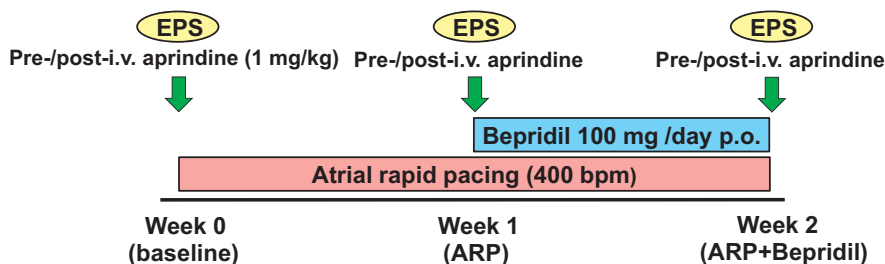 EPS EPS EPS
Pre-/post-i.v. aprindine (1 mg/kg) Pre-/post-i.v. aprindine Pre-/post-i.v. aprindine
Bepridil 100 mg /day p.o.
Atrial rapid pacing (400 bpm)
Week 0 Week 1 Week 2
(baseline) (ARP) (ARP+Bepridil)